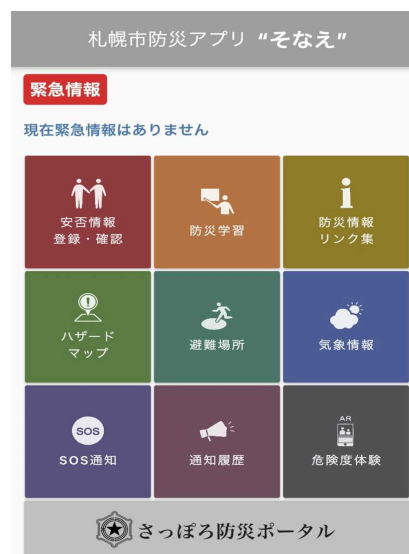 札幌市防災アプリ “そなえ”
緊急情報
現在緊急情報はありません
安否情報
登録・確認
防災学習
防災情報
リンク集
ハザード
マップ
避難場所
気象情報
SOS
SOS通知
通知履歴
AR
危険度体験
さっぽろ防災ポータル